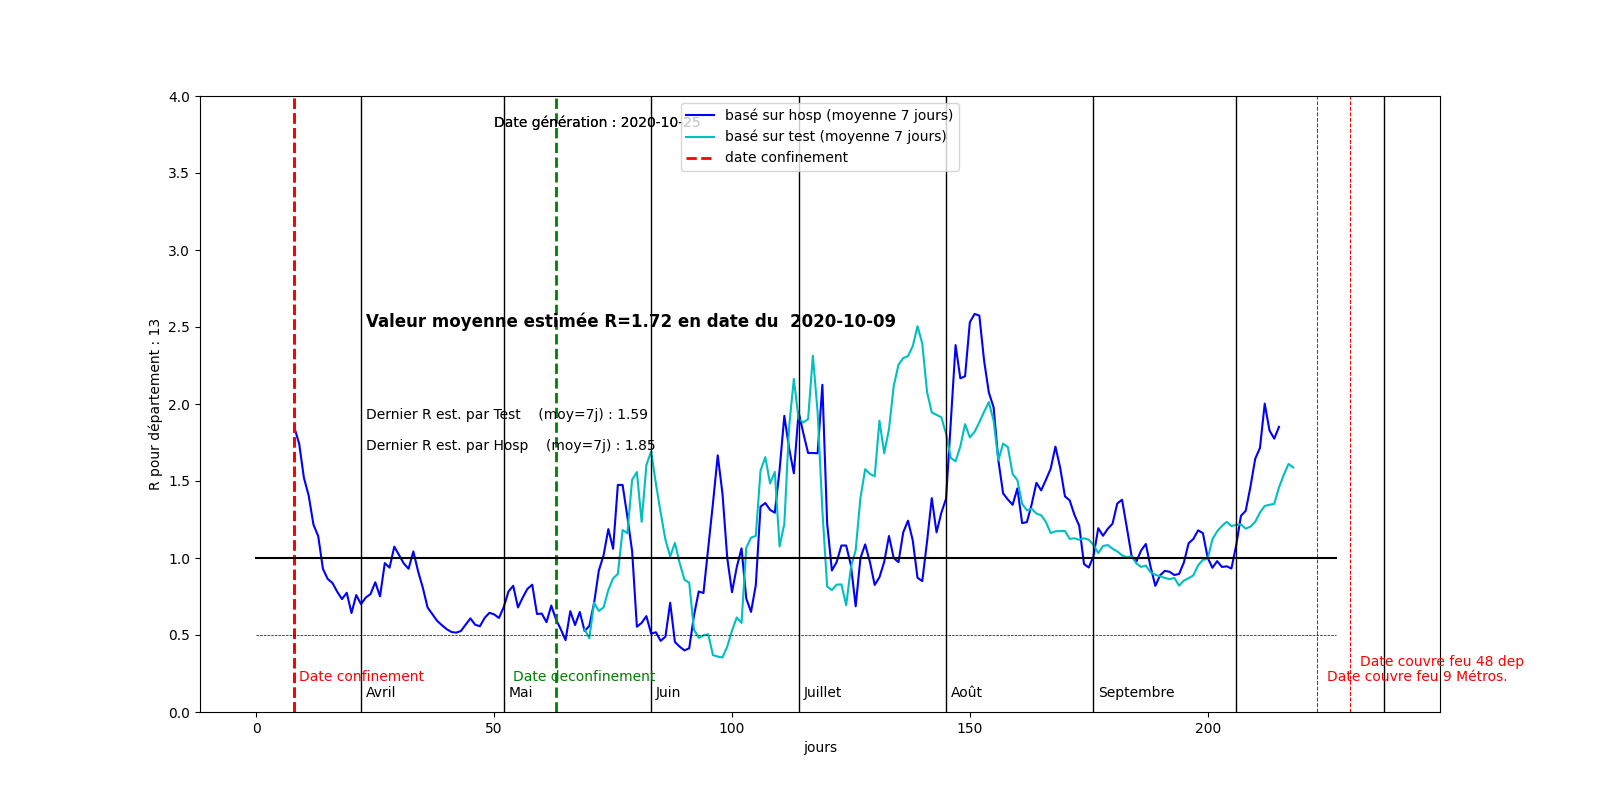 4.0
3.5
3.0
2.5
2.0
1.5
1.0
0.5
0.0
R pour département : 13
Date génération : 2020-10-25
basé sur hosp (moyenne 7 jours)
basé sur test (moyenne 7 jours)
date confinement
Valeur moyenne estimée R=1.72 en date du  2020-10-09
Dernier R est. par Test    (moy=7j) : 1.59
Dernier R est. par Hosp    (moy=7j) : 1.85
Date couvre feu 48 dep
Date confinement
Date deconfinement
Date couvre feu 9 Métros.
Avril
Mai
Juin
Juillet
Août
Septembre
0
50
100
150
200
jours